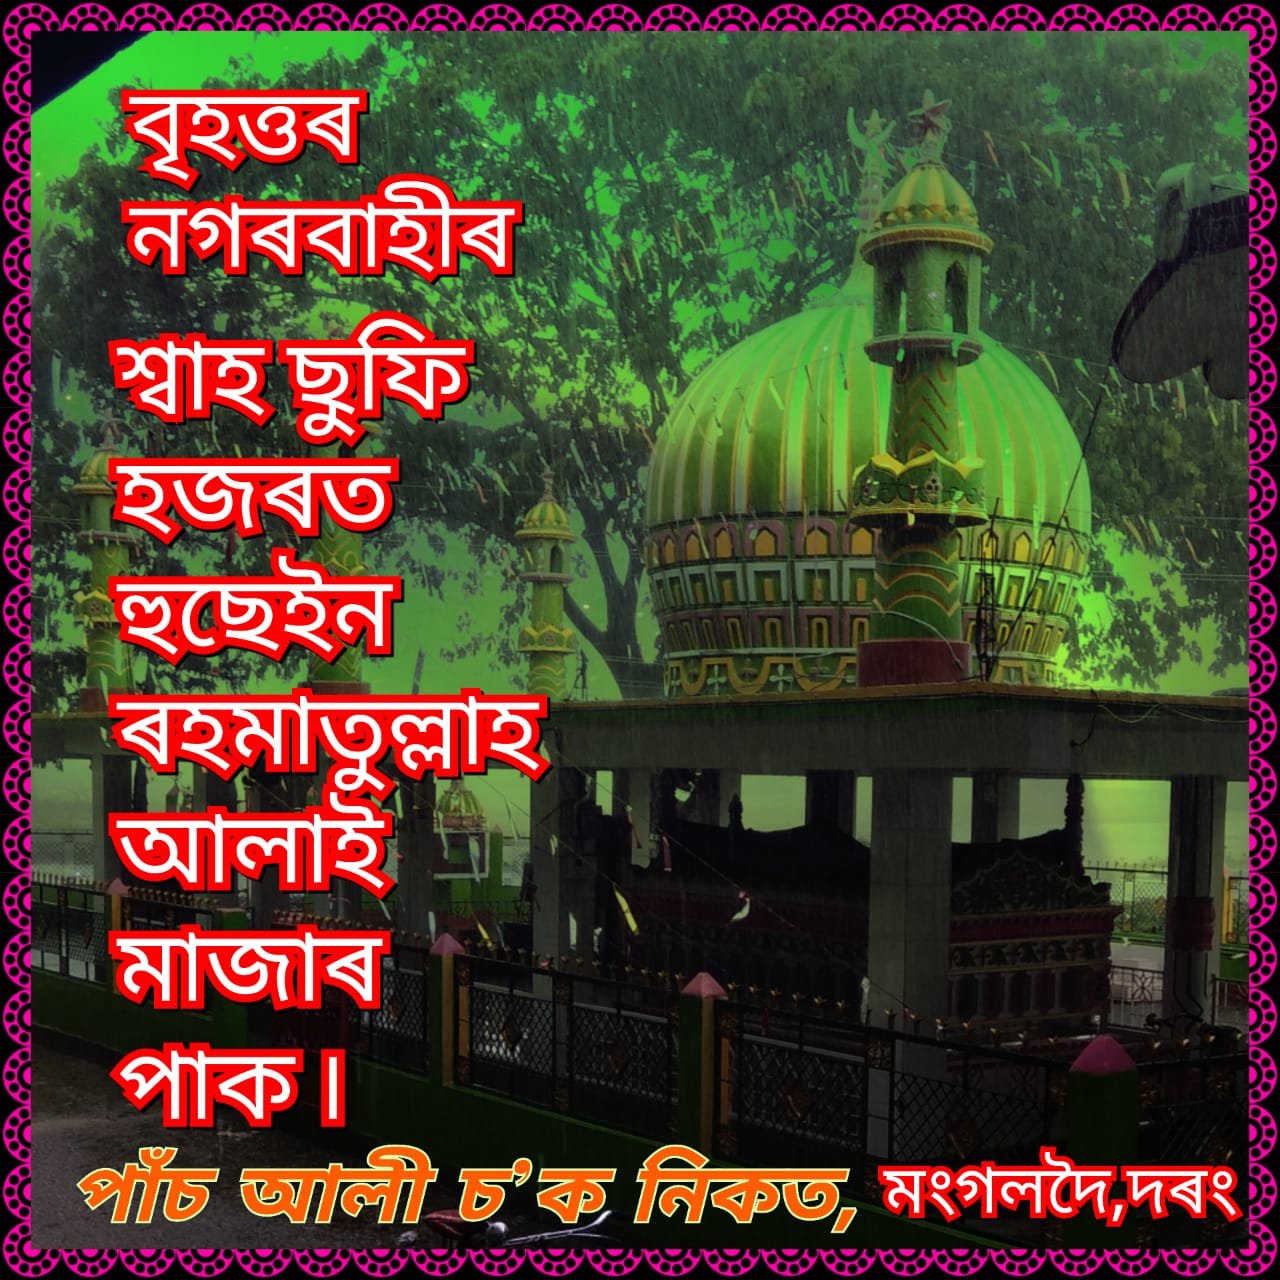 বৃহত্তৰ
নগৰবাহীৰ
শ্বাহ ছুফি
হজৰত
হুছেইন
ৰহমাতুল্লাহ
আলাই
মাজাৰ
পাক ।
পাঁচ আলী চ'ক নিকত, মংগলদৈ,দৰং